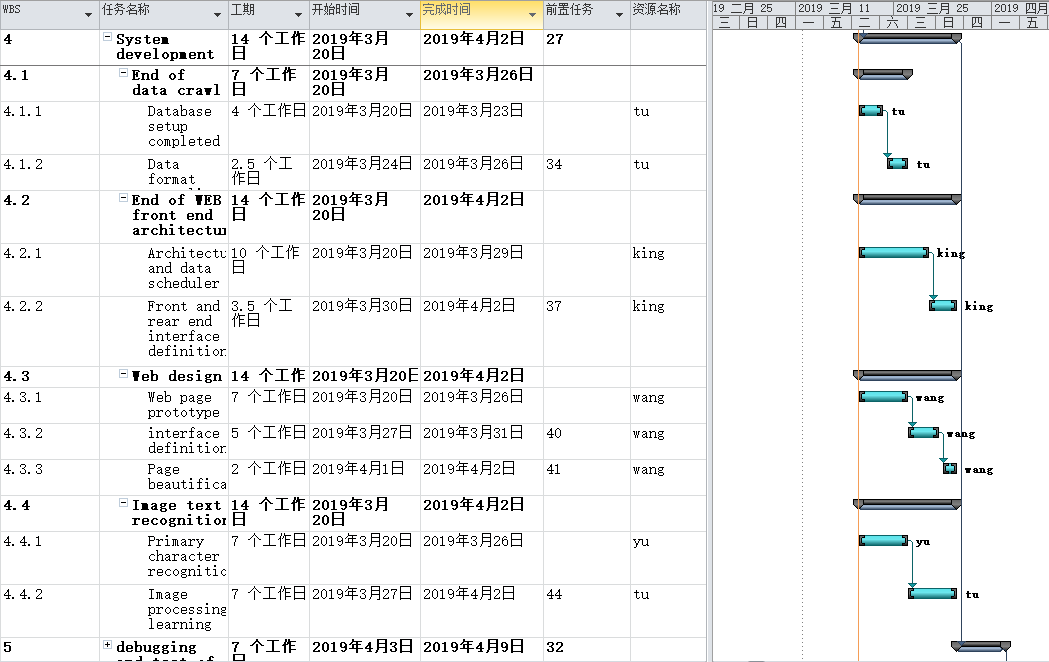 WBS 任务名称 工期 开始时间 完成时间 前置任务 资源名称
19 二月 25 2019 三月 11 2019 三月 25 2019 四月
三 日 四 一 五 二 六 三 日 四 一 五
4 System development 14 个工作日 2019年3月20日 2019年4月2日 27
4.1 End of data crawl 7 个工作日 2019年3月20日 2019年3月26日
4.1.1 Database setup completed 4 个工作日 2019年3月20日 2019年3月23日 tu
tu
4.1.2 Data format 2.5 个工作日 2019年3月24日 2019年3月26日 34 tu
tu
4.2 End of WEB front end architectu 14 个工作日 2019年3月20日 2019年4月2日
4.2.1 Architectu and data scheduler 10 个工作日 2019年3月20日 2019年3月29日 king
king
4.2.2 Front and rear end interface definition 3.5 个工作日 2019年3月30日 2019年4月2日 37 king
king
4.3 Web design 14 个工作日 2019年3月20日 2019年4月2日
4.3.1 Web page prototype 7 个工作日 2019年3月20日 2019年3月26日 wang
wang
4.3.2 interface definition 5 个工作日 2019年3月27日 2019年3月31日 40 wang
wang
4.3.3 Page beautifica 2 个工作日 2019年4月1日 2019年4月2日 41 wang
wang
4.4 Image text recognition 14 个工作日 2019年3月20日 2019年4月2日
4.4.1 Primary character recognitic 7 个工作日 2019年3月20日 2019年3月26日 yu
yu
4.4.2 Image processing learning 7 个工作日 2019年3月27日 2019年4月2日 44 tu
tu
5 debugging and test of 7 个工作日 2019年4月3日 2019年4月9日 32